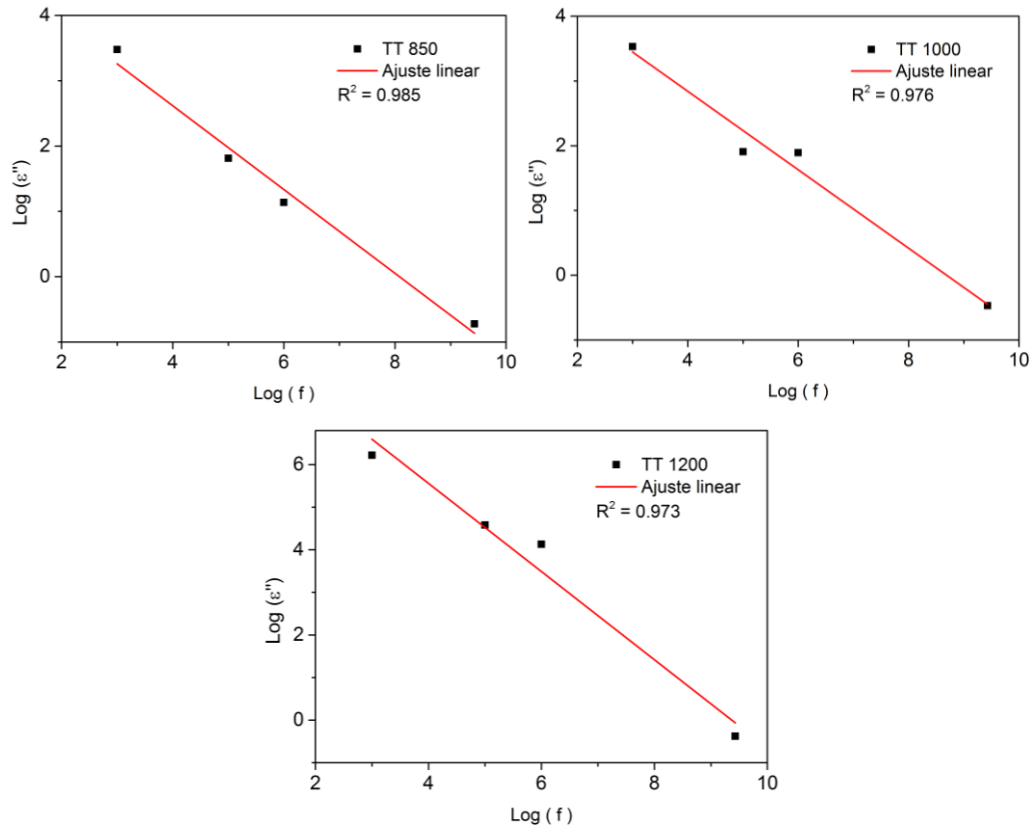 4
2
0
Log (ε'')
TT 850
Ajuste linear
R² = 0.985
2
4
6
8
10
Log ( f )
4
2
0
Log (ε'')
TT 1000
Ajuste linear
R² = 0.976
2
4
6
8
10
Log ( f )
6
4
2
0
Log (ε'')
TT 1200
Ajuste linear
R² = 0.973
2
4
6
8
10
Log ( f )